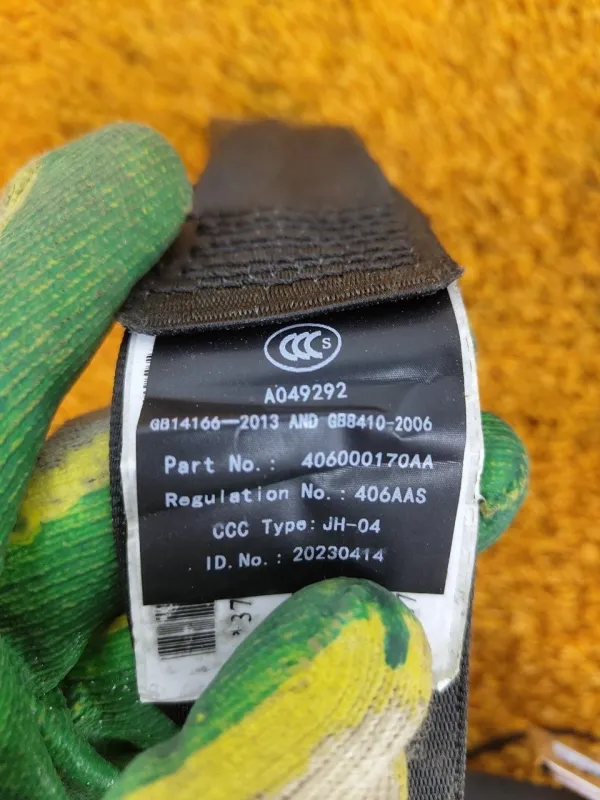 CCC S
A049292
GB14166-2013 AND GB8410-2006
Part No.: 406000170AA
Regulation No.: 406AAS
CCC Type: JH-04
ID.No.: 20230414
*37